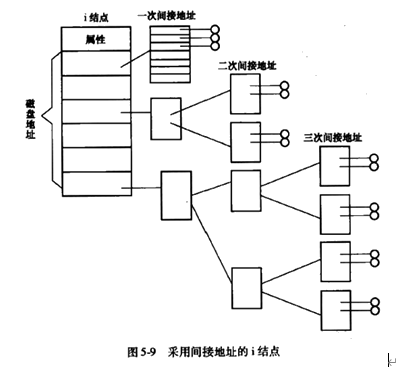 i 结点
一次间接地址
属性
二次间接地址
磁盘地址
三次间接地址
图 5-9 采用间接地址的 i 结点